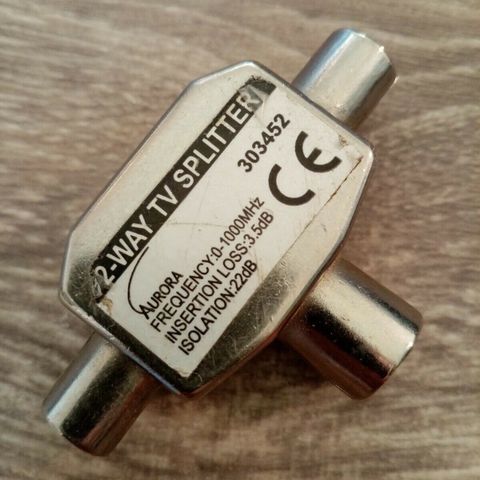 2-WAY TV SPLITTER
303452
CE
AURORA
FREQUENCY:0-1000MHz
INSERTION LOSS:3.5dB
ISOLATION:22dB